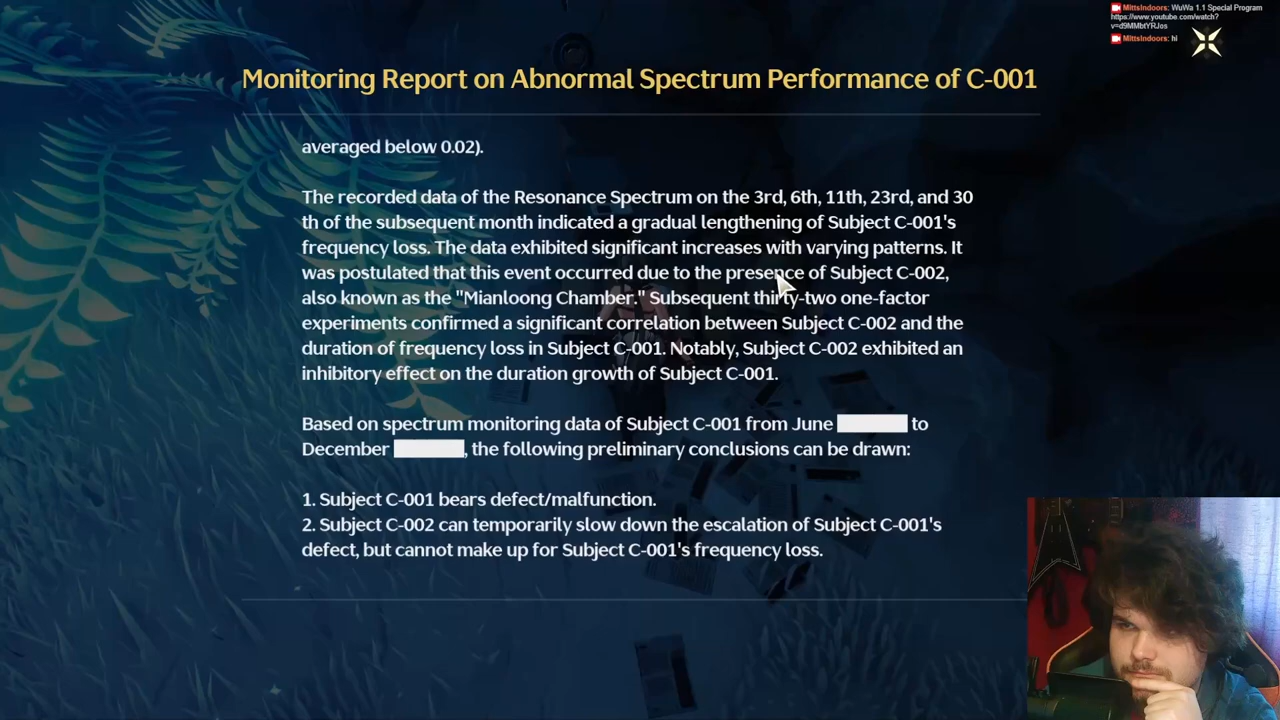 MittsIndoors: WuWa 1.1 Special Program
https://www.youtube.com/watch?
v=d9MMbtYRJos
MittsIndoors: hi
Monitoring Report on Abnormal Spectrum Performance of C-001
averaged below 0.02).
The recorded data of the Resonance Spectrum on the 3rd, 6th, 11th, 23rd, and 30
th of the subsequent month indicated a gradual lengthening of Subject C-001's
frequency loss. The data exhibited significant increases with varying patterns. It
was postulated that this event occurred due to the presence of Subject C-002,
also known as the "Mianloong Chamber." Subsequent thirty-two one-factor
experiments confirmed a significant correlation between Subject C-002 and the
duration of frequency loss in Subject C-001. Notably, Subject C-002 exhibited an
inhibitory effect on the duration growth of Subject C-001.
Based on spectrum monitoring data of Subject C-001 from June to
December , the following preliminary conclusions can be drawn:
1. Subject C-001 bears defect/malfunction.
2. Subject C-002 can temporarily slow down the escalation of Subject C-001's
defect, but cannot make up for Subject C-001's frequency loss.